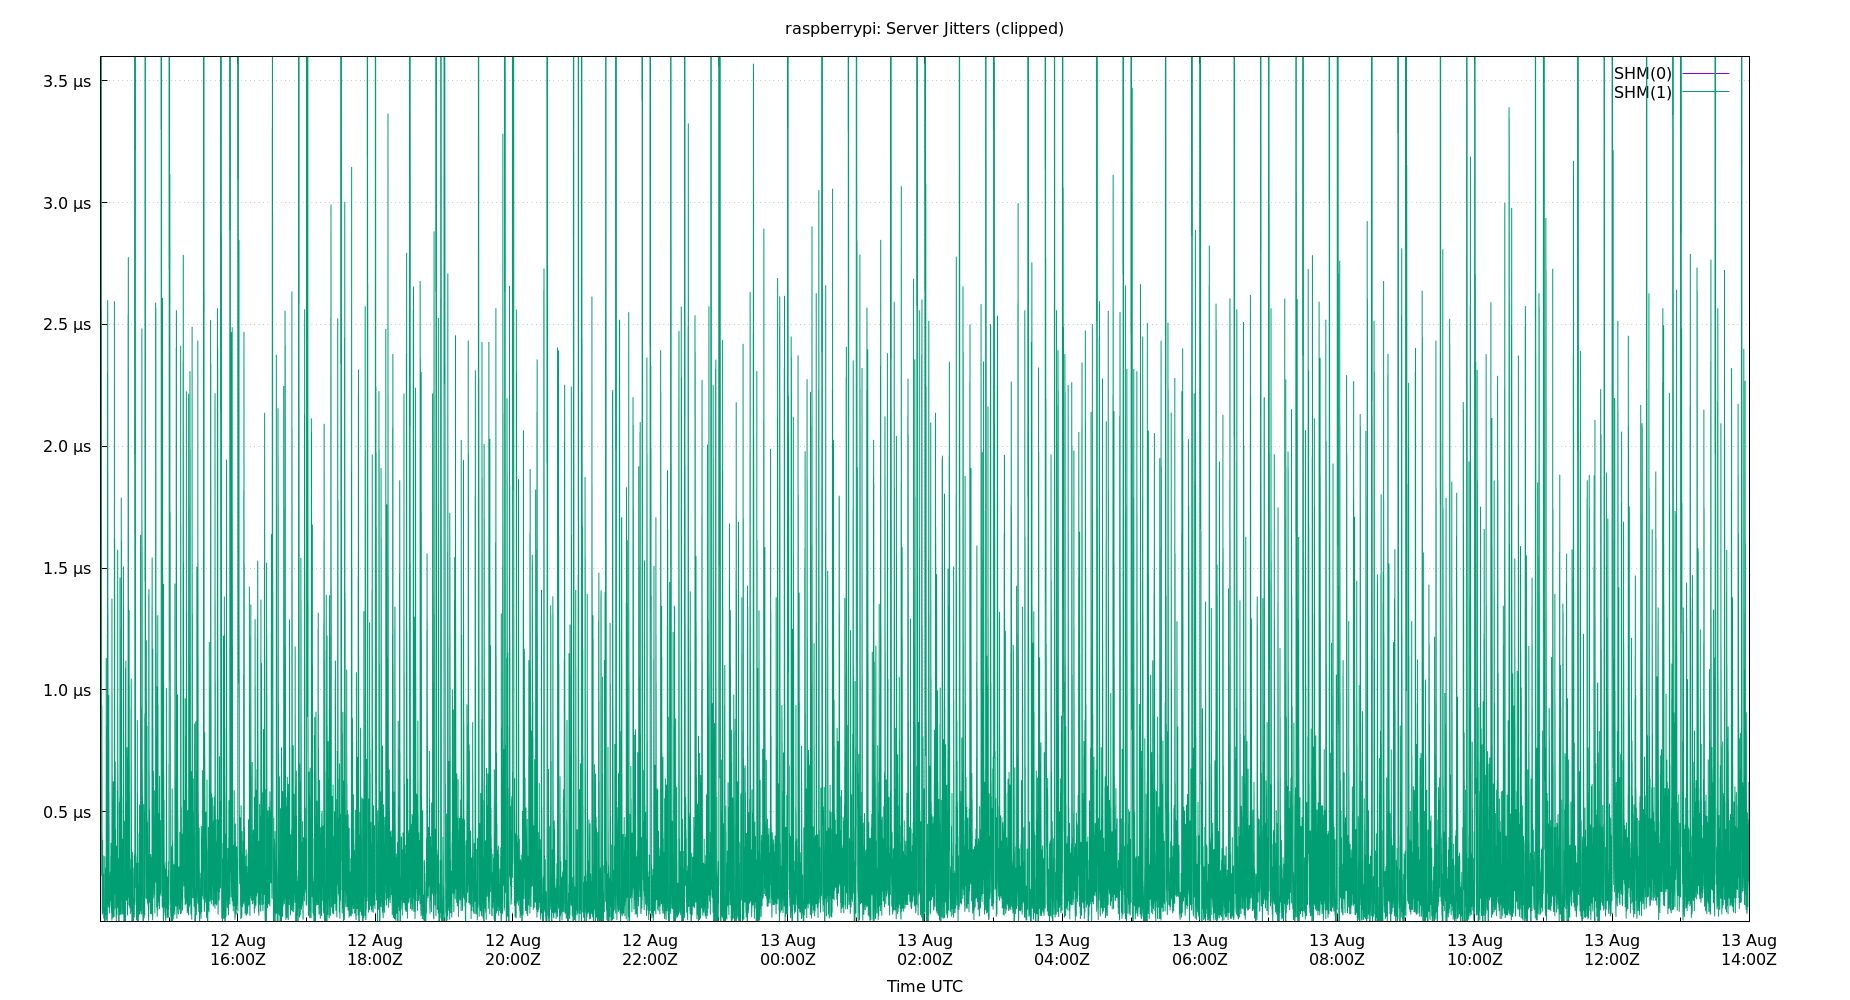 raspberrypi: Server Jitters (clipped)
SHM(0)
SHM(1)
3.5 µs
3.0 µs
2.5 µs
2.0 µs
1.5 µs
1.0 µs
0.5 µs
12 Aug 12 Aug 12 Aug 12 Aug 13 Aug 13 Aug 13 Aug 13 Aug 13 Aug 13 Aug 13 Aug 13 Aug
16:00Z 18:00Z 20:00Z 22:00Z 00:00Z 02:00Z 04:00Z 06:00Z 08:00Z 10:00Z 12:00Z 14:00Z
Time UTC